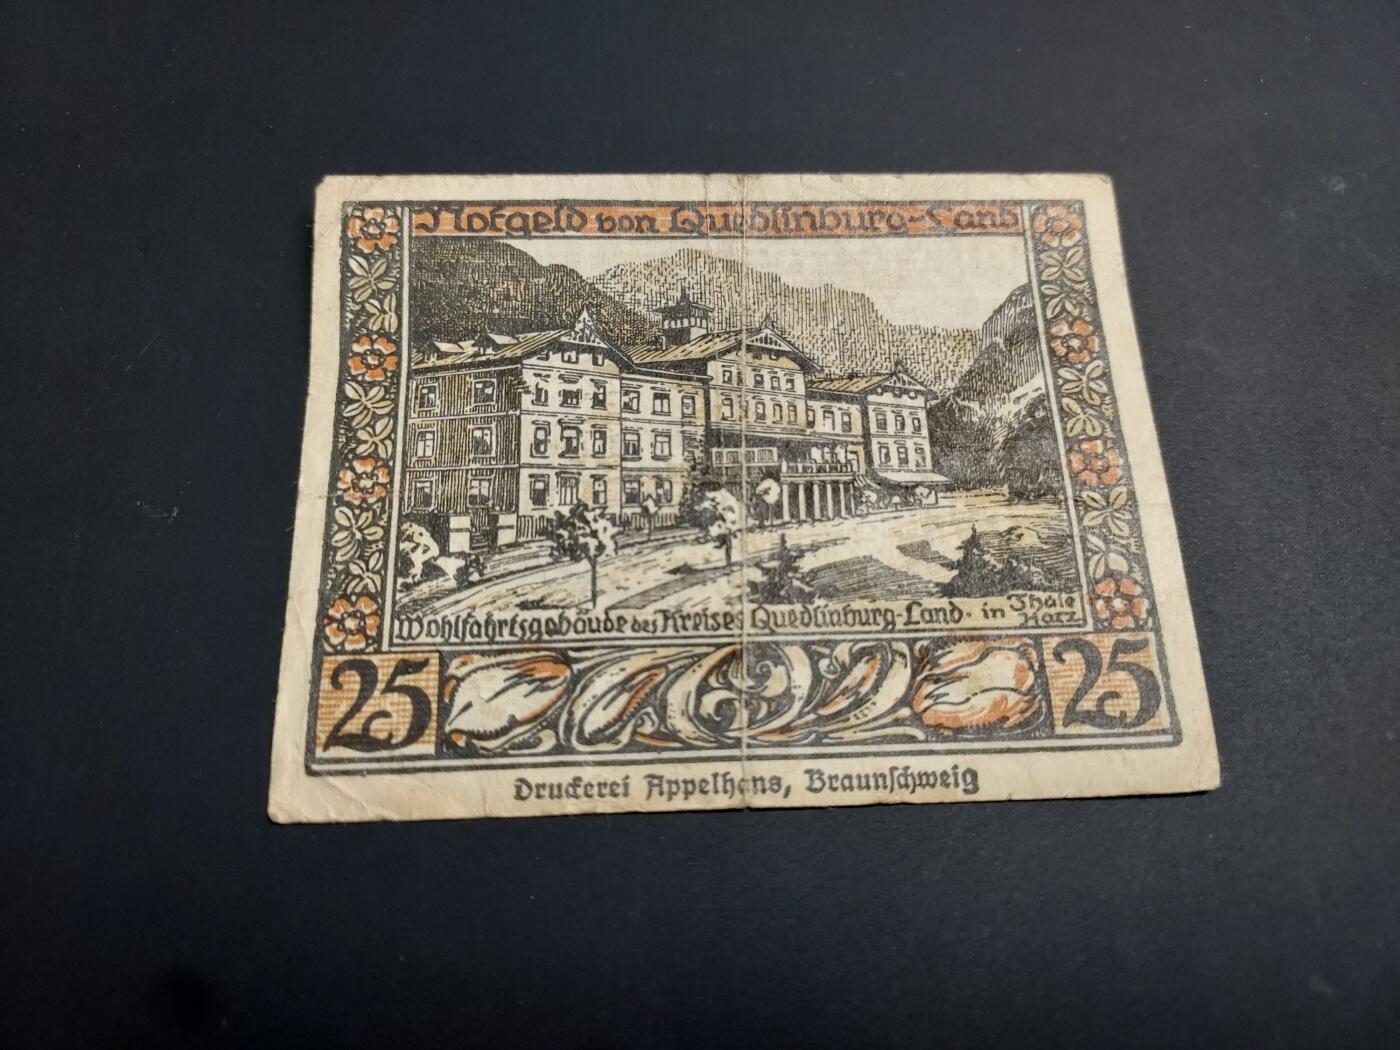 Notgeld von Quedlinburg-Land
Wohlfahrtsgebäude des Kreises Quedlinburg-Land. in Thale Harz
25 25
Druckerei Appelhans, Braunschweig